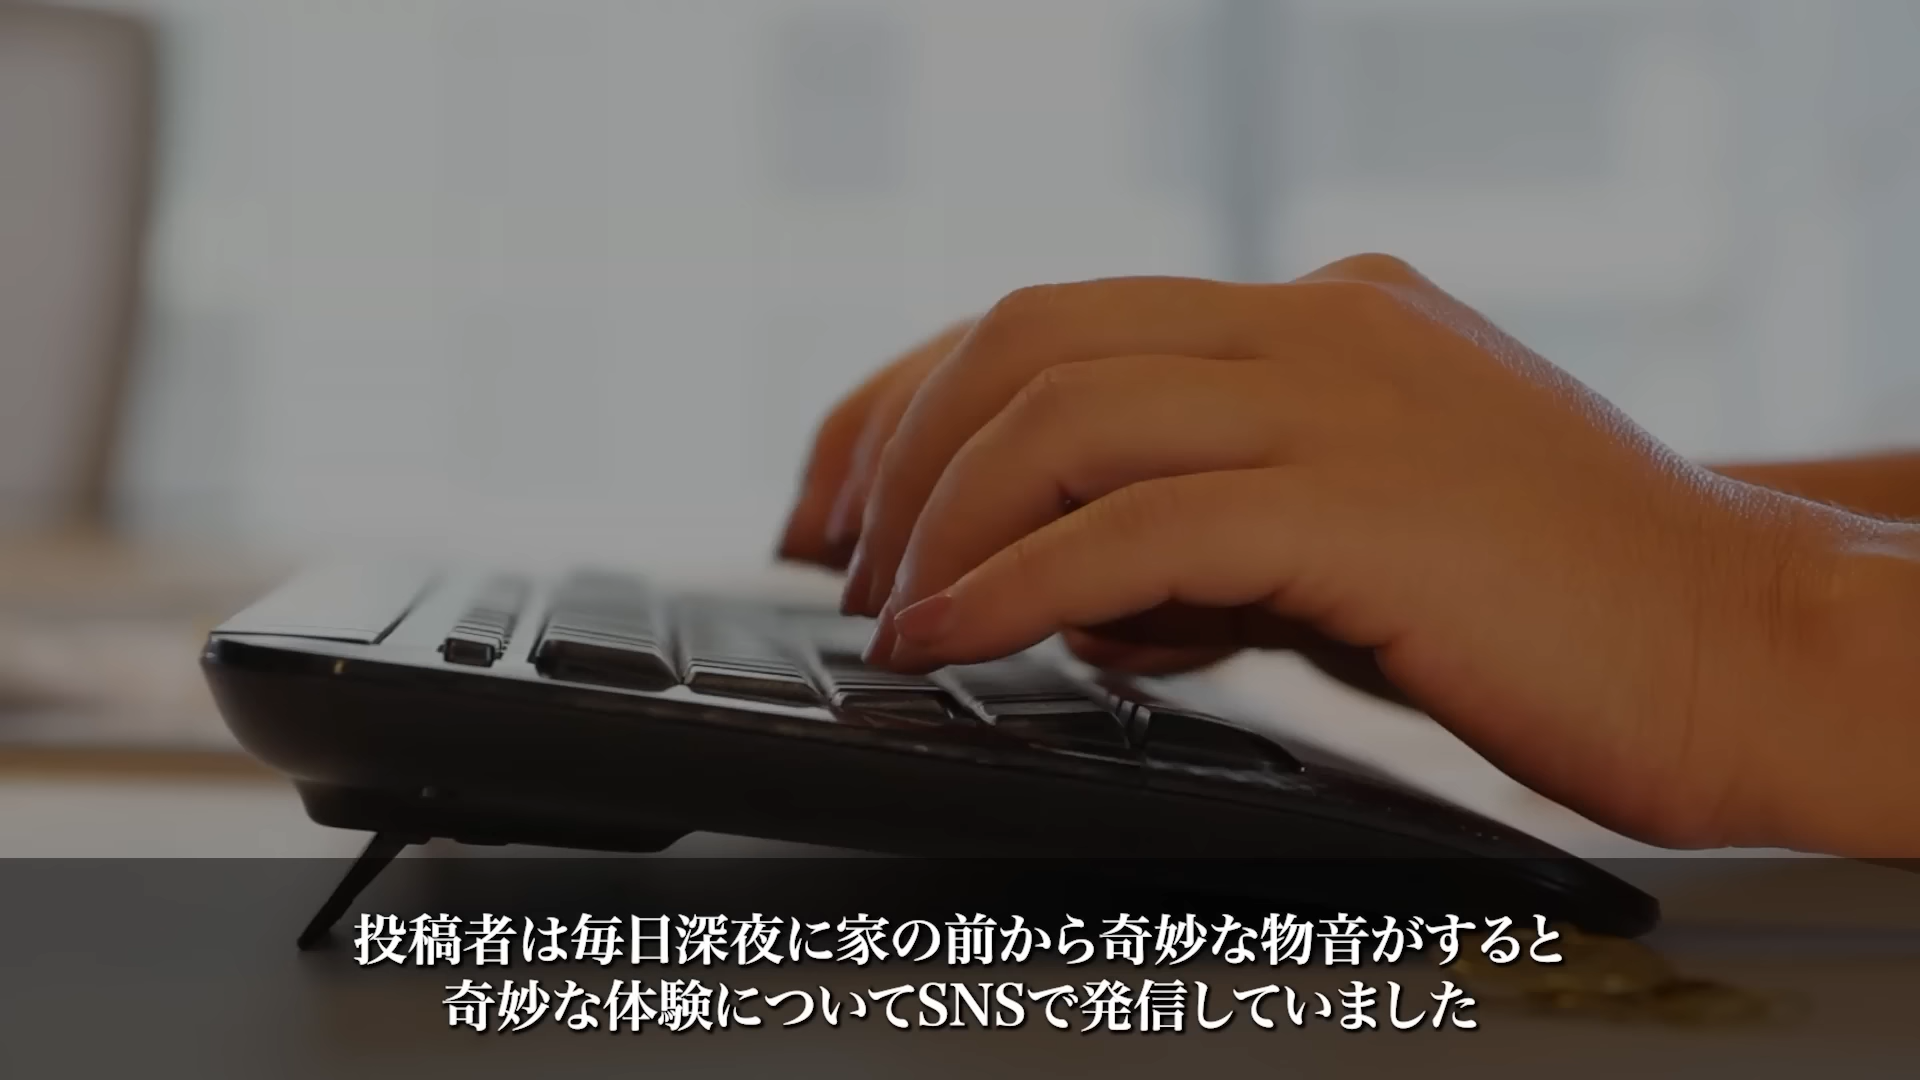 投稿者は毎日深夜に家の前から奇妙な物音がすると
奇妙な体験についてSNSで発信していました